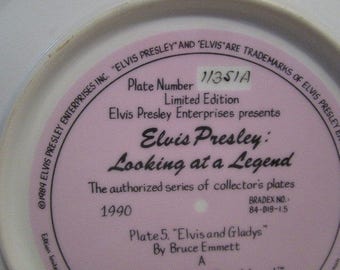 "ELVIS PRESLEY" AND "ELVIS" ARE TRADEMARKS OF ELVIS
©1989 ELVIS PRESLEY ENTERPRISES INC.
Plate Number 11351A
Limited Edition
Elvis Presley Enterprises presents
Elvis Presley:
Looking at a Legend
The authorized series of collector's plates
1990
BRADEX NO.:
84-B19-1.5
Plate 5. "Elvis and Gladys"
By Bruce Emmett
A